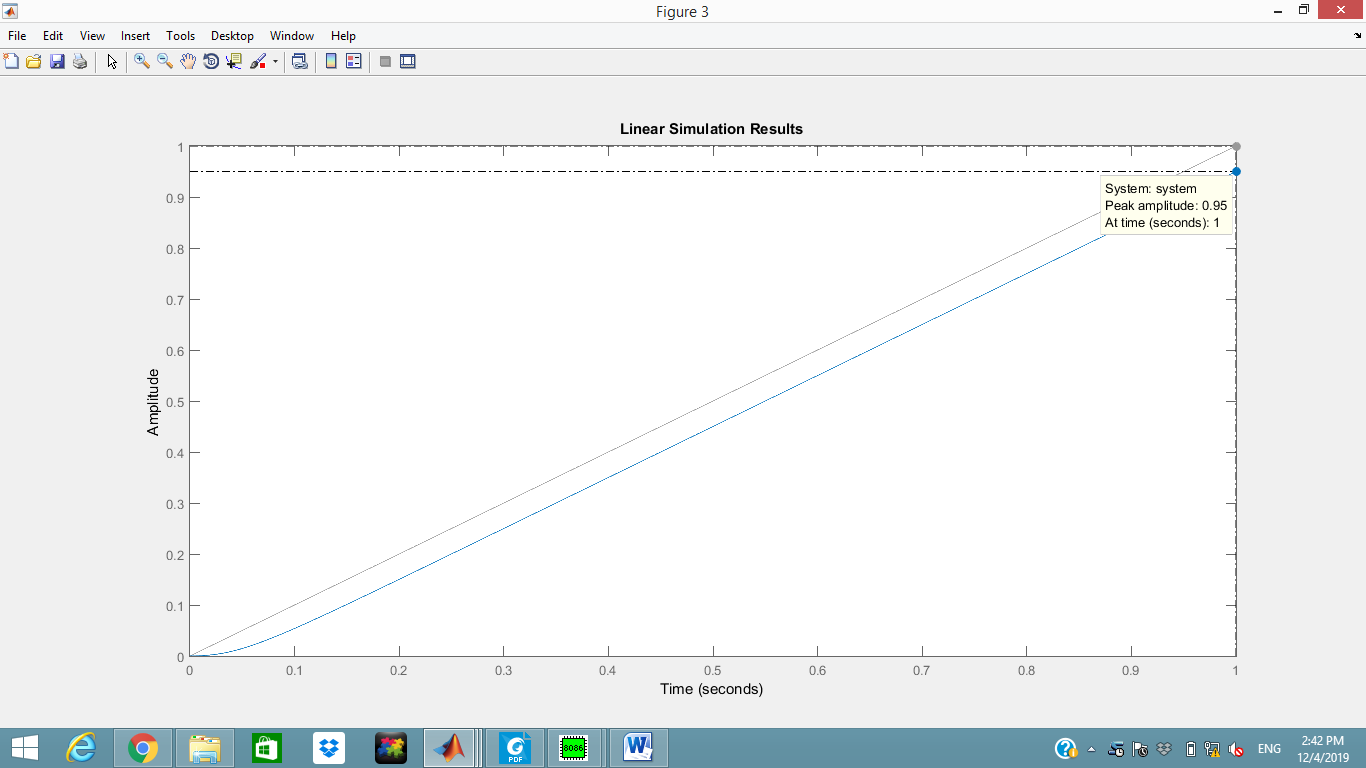 Figure 3
File Edit View Insert Tools Desktop Window Help
Linear Simulation Results
System: system
Peak amplitude: 0.95
At time (seconds): 1
Amplitude
1
0.9
0.8
0.7
0.6
0.5
0.4
0.3
0.2
0.1
0
0 0.1 0.2 0.3 0.4 0.5 0.6 0.7 0.8 0.9 1
Time (seconds)
PDF
8086
ENG
2:42 PM
12/4/2019